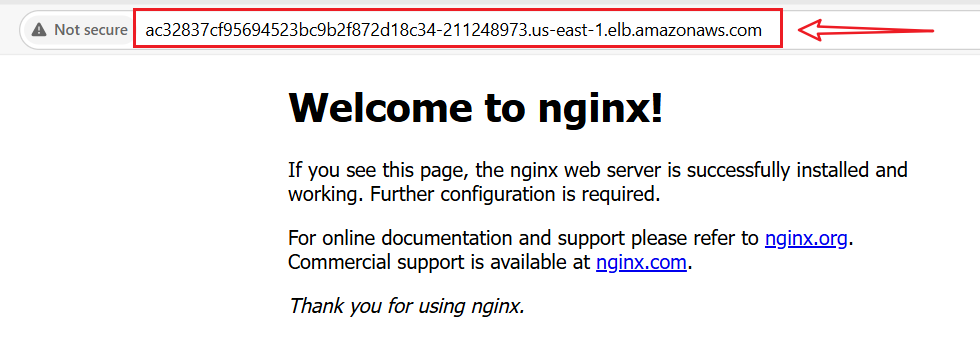 Not secure ac32837cf95694523bc9b2f872d18c34-211248973.us-east-1.elb.amazonaws.com
Welcome to nginx!
If you see this page, the nginx web server is successfully installed and
working. Further configuration is required.
For online documentation and support please refer to nginx.org.
Commercial support is available at nginx.com.
Thank you for using nginx.